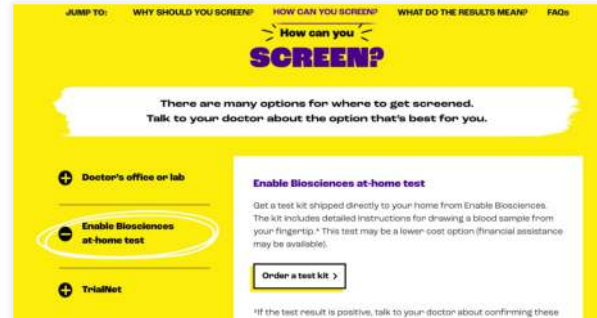 JUMP TO: WHY SHOULD YOU SCREEN? HOW CAN YOU SCREEN? WHAT DO THE RESULTS MEAN? FAQs
How can you
SCREEN?
There are many options for where to get screened.
Talk to your doctor about the option that's best for you.
Doctor's office or lab
Enable Biosciences
at-home test
TrialNet
Enable Biosciences at-home test
Get a test kit shipped directly to your home from Enable Biosciences.
The kit includes detailed instructions for drawing a blood sample from
your fingertip.* This test may be a lower cost option (financial assistance
may be available).
Order a test kit >
*If the test result is positive, talk to your doctor about confirming these